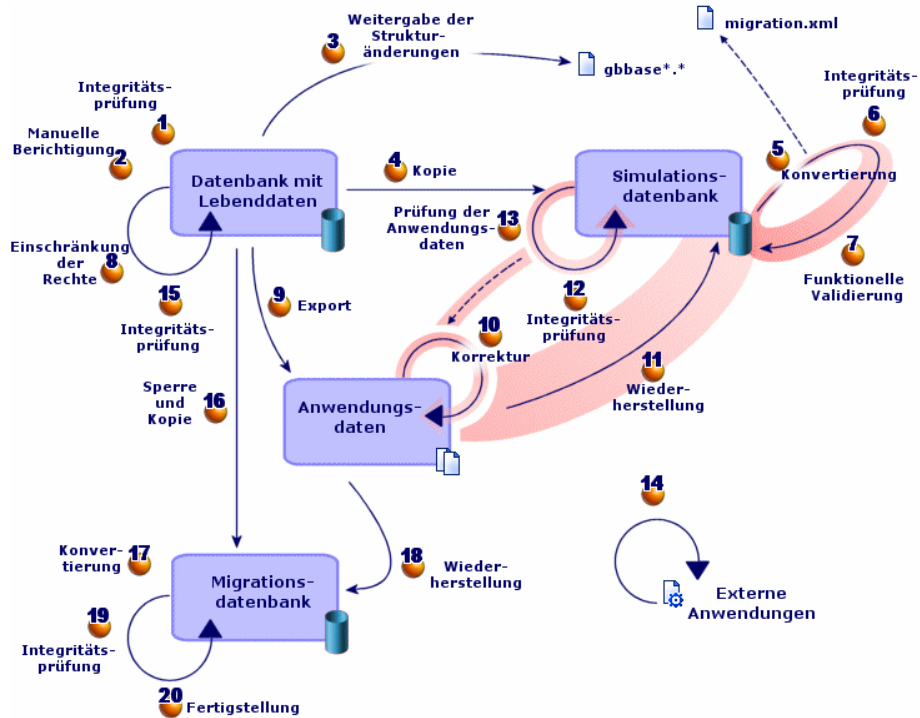 3
Weitergabe der
Struktur-
änderungen
gbbase*.*
migration.xml
Integritäts-
prüfung
1
Manuelle
Berichtigung
2
Datenbank mit
Lebenddaten
4
Kopie
Simulations-
datenbank
5
Konvertierung
Integritäts-
prüfung
6
7
Funktionelle
Validierung
Einschränkung
der
Rechte
8
Prüfung der
Anwendungs-
daten
13
15
Integritäts-
prüfung
9
Export
12
Integritäts-
prüfung
10
Korrektur
11
Wieder-
herstellung
Sperre
und
Kopie
16
Anwendungs-
daten
14
Externe
Anwendungen
Konver-
tierung
17
18
Wieder-
herstellung
Migrations-
datenbank
19
Integritäts-
prüfung
20
Fertigstellung